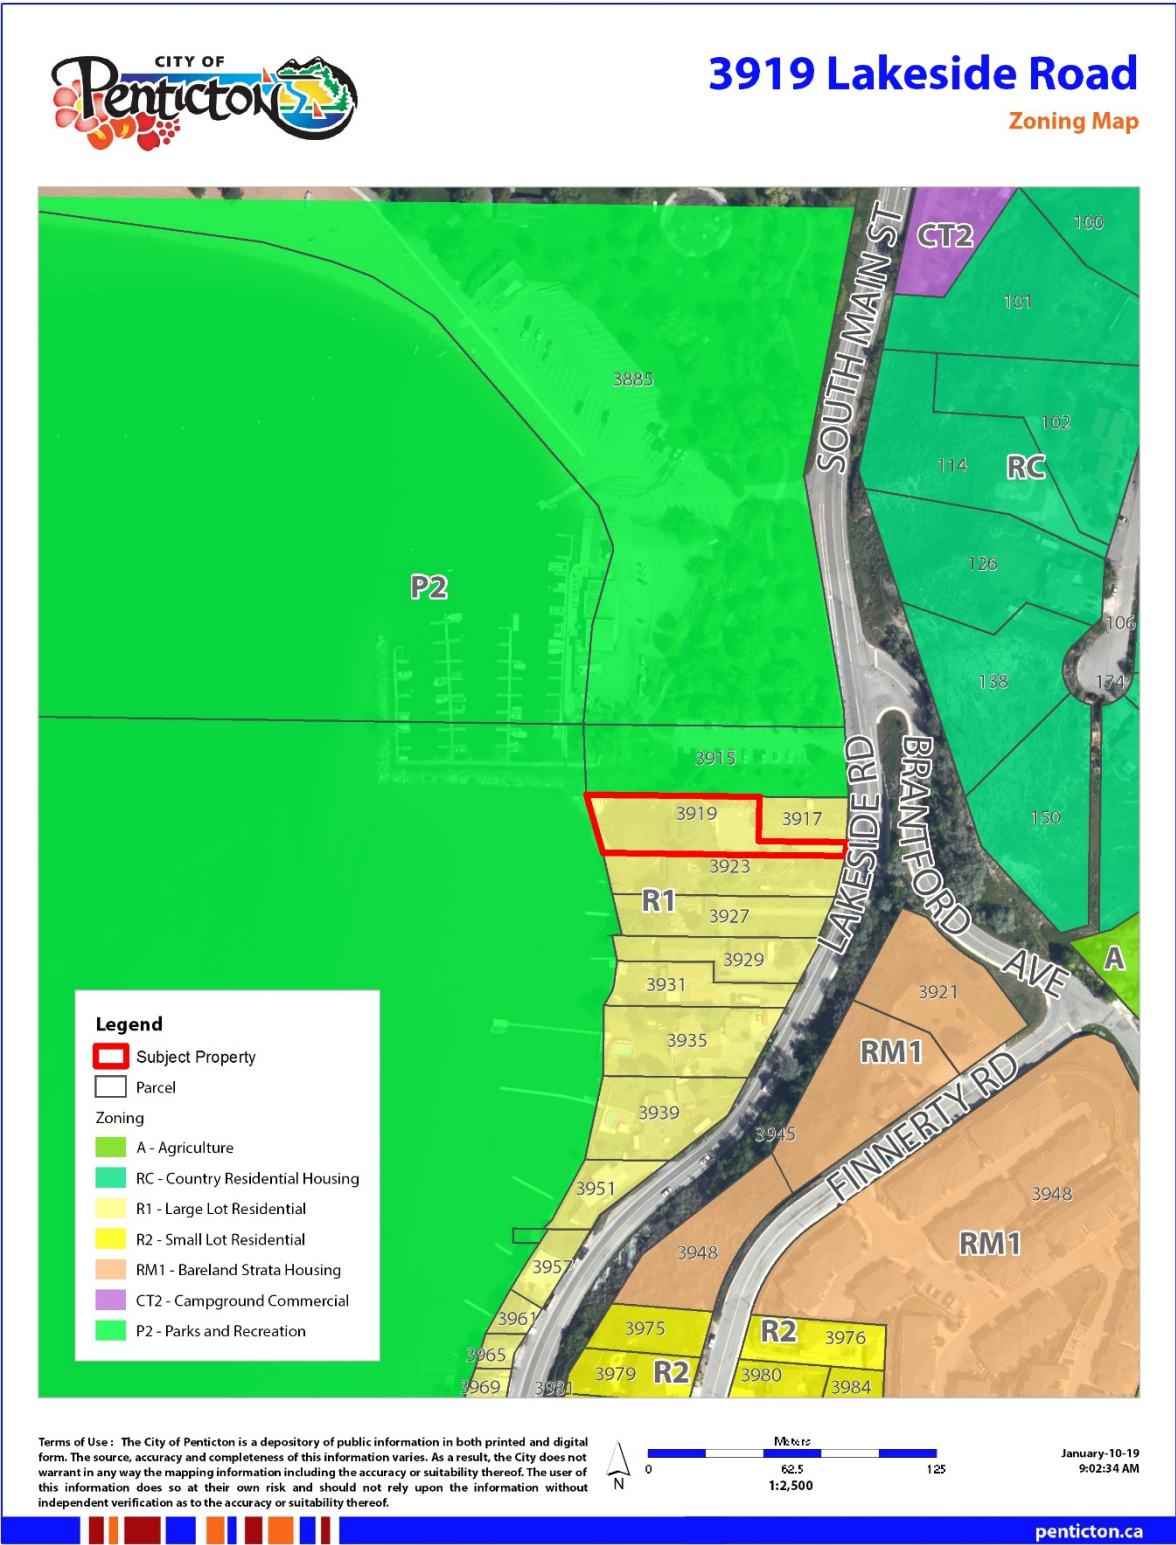 CITY OF
Penticton
3919 Lakeside Road
Zoning Map
SOUTH MAIN ST
CT2
100
101
3885
102
114
RC
126
P2
106
138
174
3915
LAKESIDE RD
BRANTFORD AVE
150
3919
3917
3923
R1
3927
3929
A
3931
3921
3935
RM1
FINNERTY RD
3939
3945
3951
3948
3948
RM1
3957
3961
3975
R2
3976
3965
3979
R2
3980
3969
3981
3984
Legend
Subject Property
Parcel
Zoning
A - Agriculture
RC - Country Residential Housing
R1 - Large Lot Residential
R2 - Small Lot Residential
RM1 - Bareland Strata Housing
CT2 - Campground Commercial
P2 - Parks and Recreation
Terms of Use : The City of Penticton is a depository of public information in both printed and digital
form. The source, accuracy and completeness of this information varies. As a result, the City does not
warrant in any way the mapping information including the accuracy or suitability thereof. The user of
this information does so at their own risk and should not rely upon the information without
independent verification as to the accuracy or suitability thereof.
N
Meters
0 62.5 125
1:2,500
January-10-19
9:02:34 AM
penticton.ca